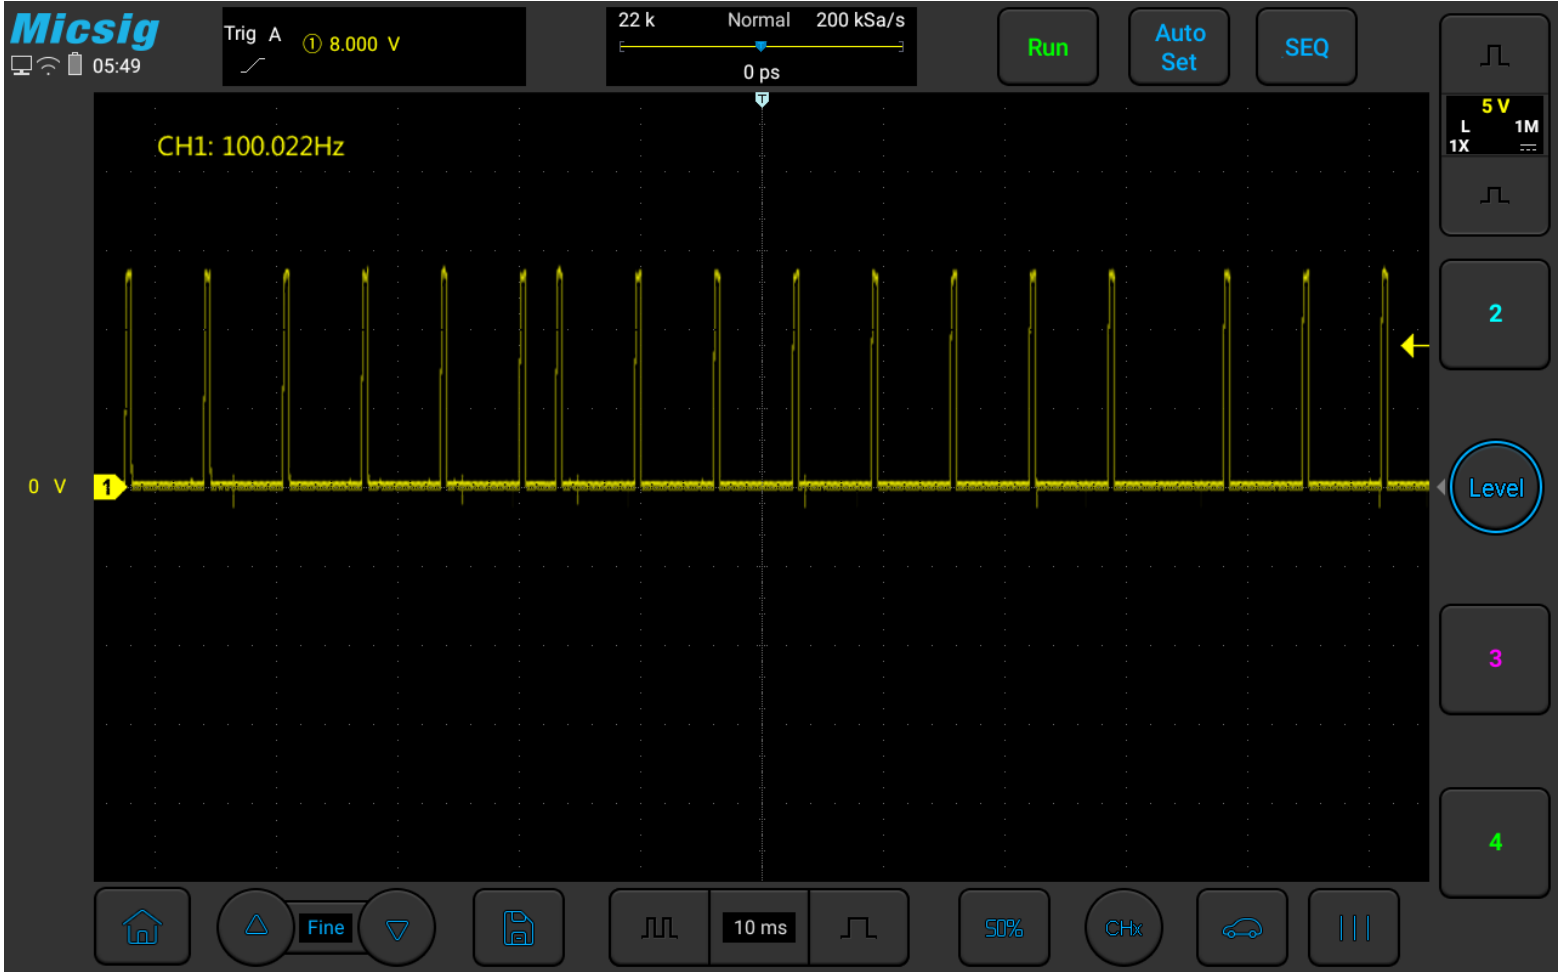 Micsig
05:49
Trig A
① 8.000 V
22 k Normal 200 kSa/s
0 ps
Run
Auto
Set
SEQ
T
CH1: 100.022Hz
5 V
L 1M
1X
2
0 V
1
Level
3
4
Fine
10 ms
50%
CHx